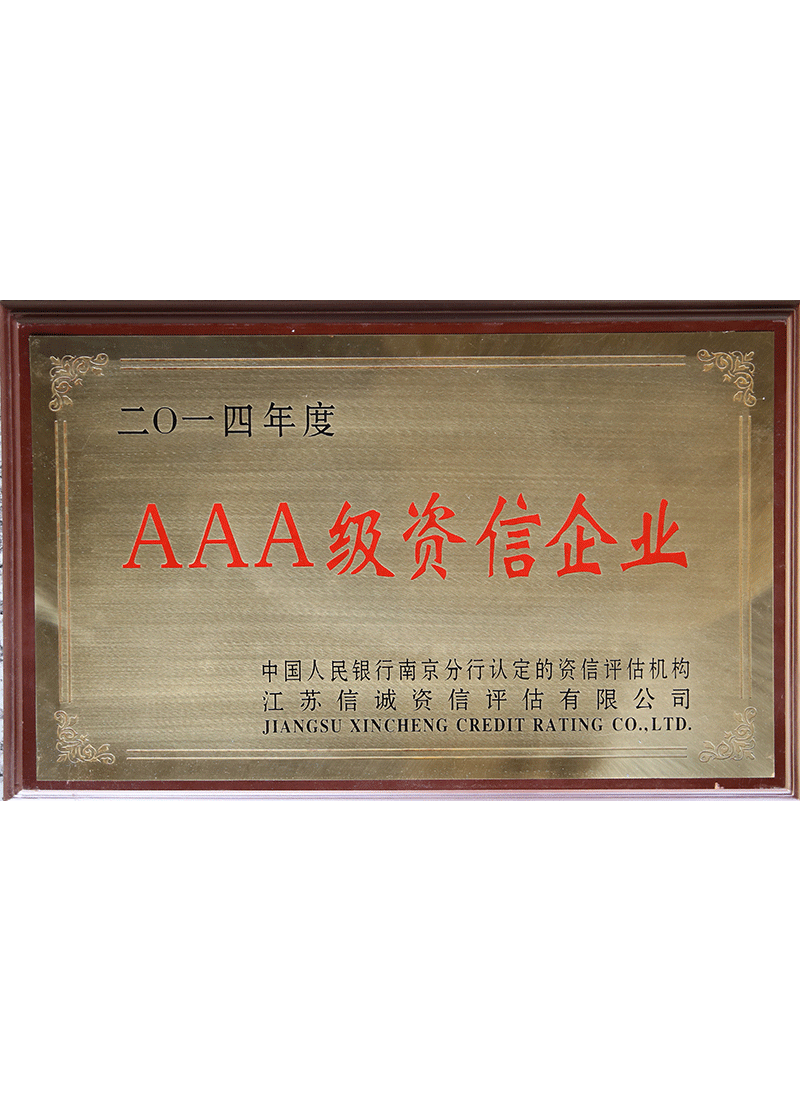 二〇一四年度
AAA级资信企业
中国人民银行南京分行认定的资信评估机构
江苏信诚资信评估有限公司
JIANGSU XINCHENG CREDIT RATING CO.,LTD.